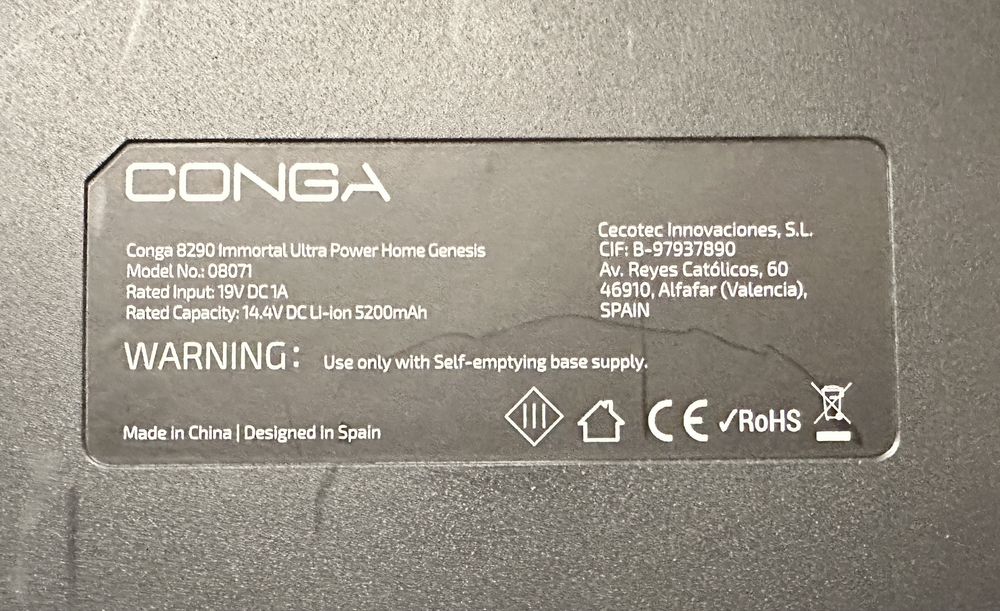 CONGA
Conga 8290 Immortal Ultra Power Home Genesis
Model No.: 08071
Rated Input: 19V DC 1A
Rated Capacity: 14.4V DC Li-ion 5200mAh
Cecotec Innovaciones, S.L.
CIF: B-97937890
Av. Reyes Católicos, 60
46910, Alfafar (Valencia),
SPAIN
WARNING: Use only with Self-emptying base supply.
Made in China | Designed in Spain
III CE ✓RoHS